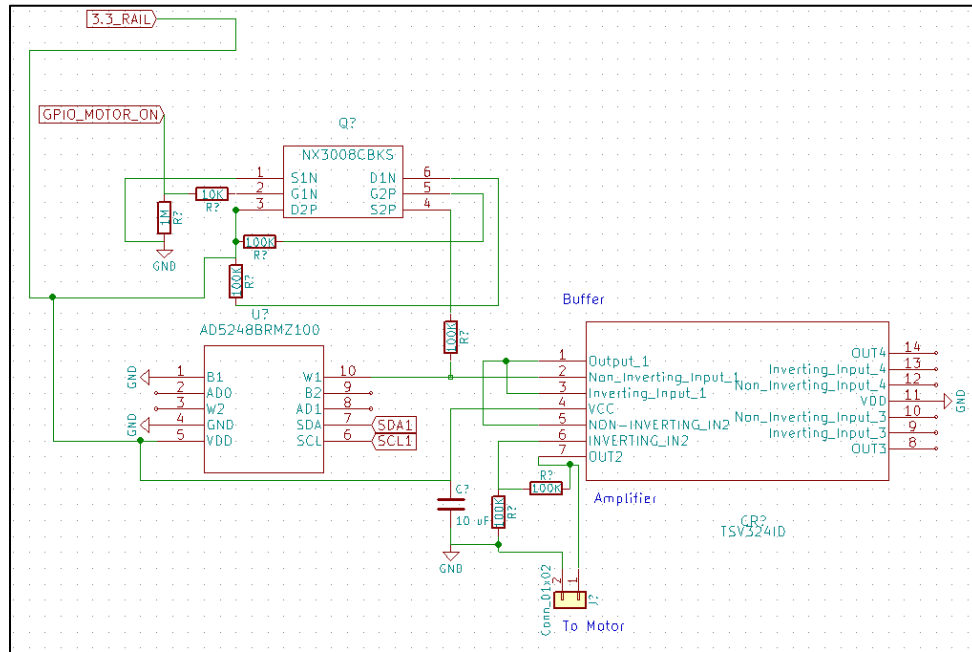 3.3_RAIL
GPIO_MOTOR_ON
Q?
NX3008CBKS
1 S1N D1N 6
2 G1N G2P 5
3 D2P S2P 4
10K
R?
1M
R?
GND
100K
R?
100K
R?
U?
AD5248BRMZ100
GND 1 B1 W1 10
2 AD0 B2 9
3 W2 AD1 8
GND 4 GND SDA 7 SDA1
5 VDD SCL 6 SCL1
100K
R?
Buffer
1 Output_1 OUT4 14
2 Non_Inverting_Input_1 Inverting_Input_4 13
3 Inverting_Input_1 Non_Inverting_Input_4 12
4 VCC VDD 11 GND
5 NON-INVERTING_IN2 Non_Inverting_Input_3 10
6 INVERTING_IN2 Inverting_Input_3 9
7 OUT2 OUT3 8
R?
100K
Amplifier
C?
10 uF
100K
R?
GND
CR?
TSV324ID
Conn_01x02
2
1
J?
To Motor